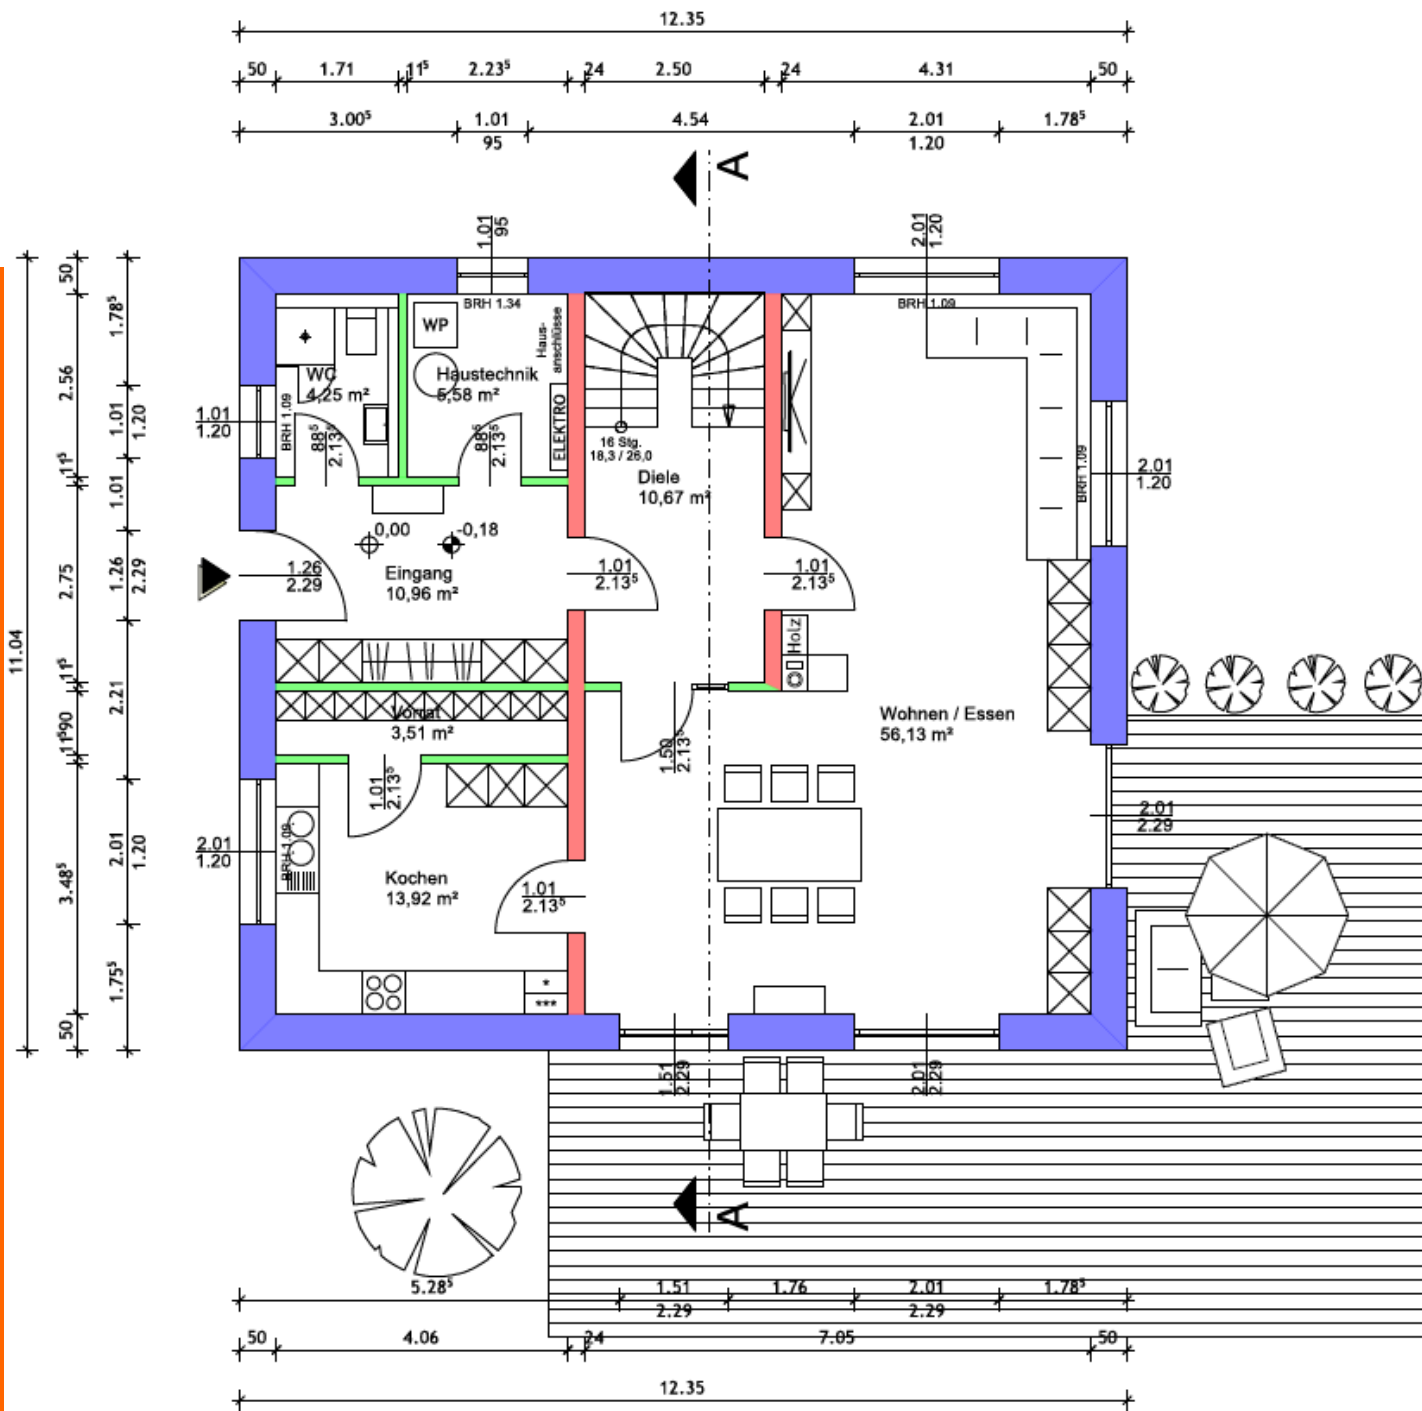 12.35
50 1.71 11⁵ 2.23⁵ 24 2.50 24 4.31 50
3.00⁵ 1.01 4.54 2.01 1.78⁵
95 1.20
A
1.01
95
2.01
1.20
BRH 1.34
BRH 1.09
WP
Haus-
anschlüsse
WC
4,25 m²
Haustechnik
5,58 m²
ELEKTRO
BRH 1.09
88⁵
2.13⁵
88⁵
2.13⁵
1.01
1.20
16 Stg.
18,3 / 26,0
Diele
10,67 m²
BRH 1.09
2.01
1.20
0,00
-0,18
Eingang
10,96 m²
1.26
2.29
1.01
2.13⁵
1.01
2.13⁵
Holz
Vorrat
3,51 m²
Wohnen / Essen
56,13 m²
1.50
2.13⁵
1.01
2.13⁵
2.01
1.20
BRH 1.09
Kochen
13,92 m²
1.01
2.13⁵
2.01
2.29
*
***
1.51
2.29
2.01
2.29
A
11.04
50 2.56 11⁵ 2.75 11⁵ 90 11⁵ 3.48⁵ 50
1.78⁵ 1.01 1.01 1.26 2.21 2.01 1.75⁵
1.20 2.29 1.20
5.28⁵ 1.51 1.76 2.01 1.78⁵
2.29 2.29
50 4.06 24 7.05 50
12.35